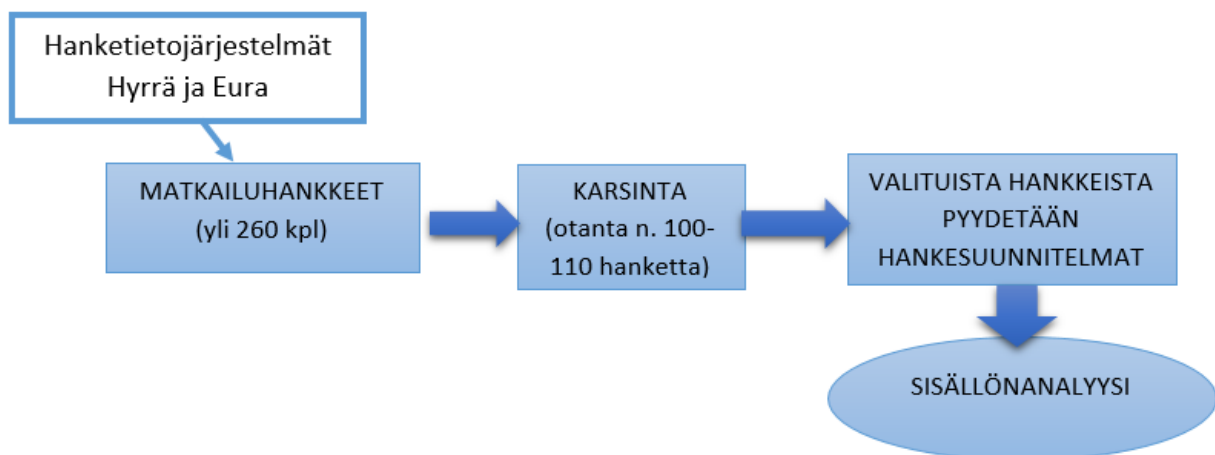 Hanketietojärjestelmät
Hyrrä ja Eura
MATKAILUHANKKEET
(yli 260 kpl)
KARSINTA
(otanta n. 100-
110 hanketta)
VALITUISTA HANKKEISTA
PYYDETÄÄN
HANKESUUNNITELMAT
SISÄLLÖNANALYYSI